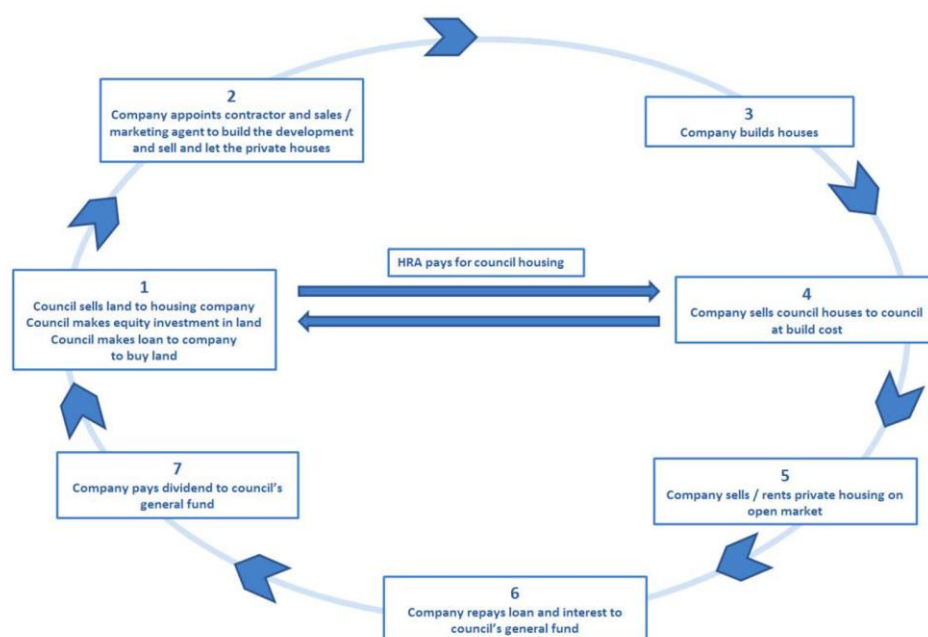 2
Company appoints contractor and sales /
marketing agent to build the development
and sell and let the private houses
3
Company builds houses
HRA pays for council housing
1
Council sells land to housing company
Council makes equity investment in land
Council makes loan to company
to buy land
4
Company sells council houses to council
at build cost
7
Company pays dividend to council's
general fund
5
Company sells / rents private housing on
open market
6
Company repays loan and interest to
council's general fund